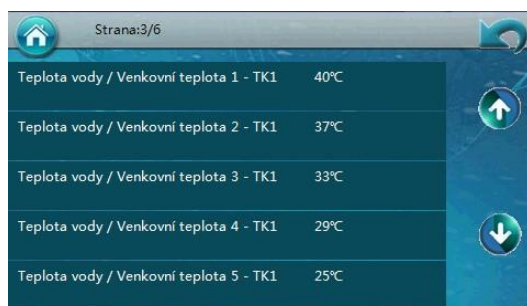 Strana:3/6
Teplota vody / Venkovní teplota 1 - TK1 40℃
Teplota vody / Venkovní teplota 2 - TK1 37℃
Teplota vody / Venkovní teplota 3 - TK1 33℃
Teplota vody / Venkovní teplota 4 - TK1 29℃
Teplota vody / Venkovní teplota 5 - TK1 25℃